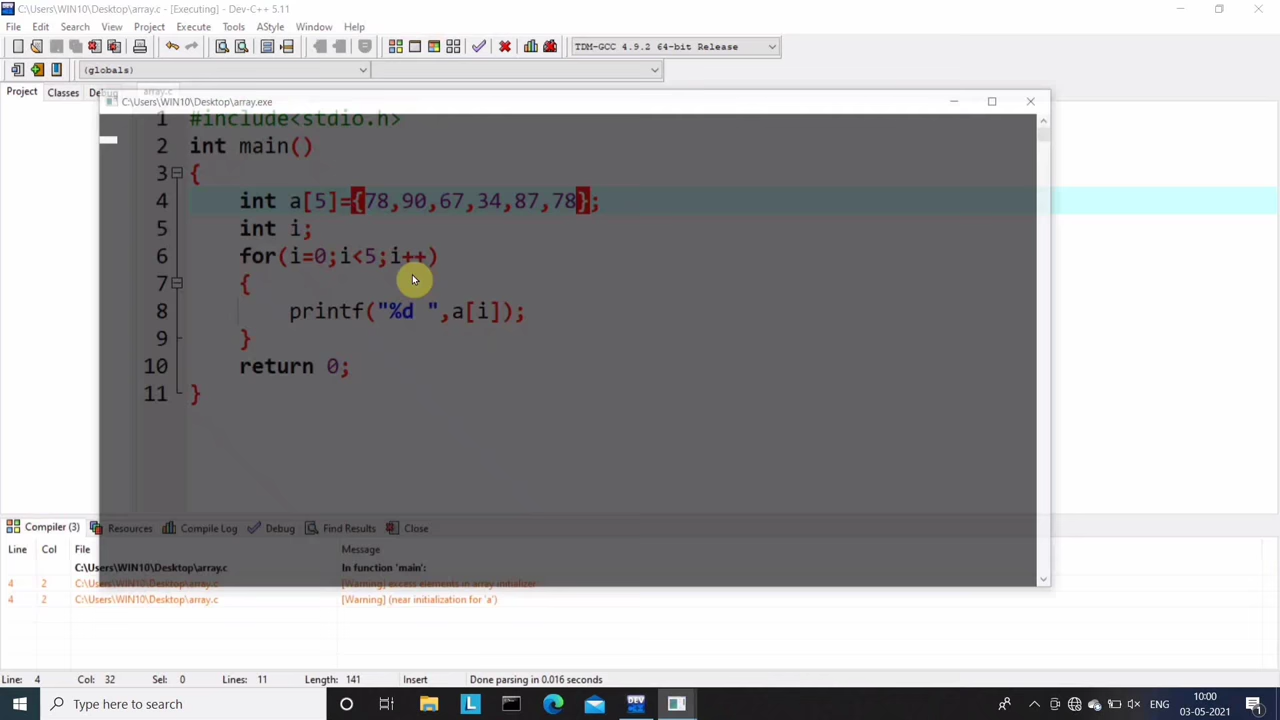 C:\Users\WIN10\Desktop\array.c - [Executing] - Dev-C++ 5.11
File Edit Search View Project Execute Tools AStyle Window Help
TDM-GCC 4.9.2 64-bit Release
(globals)
Project Classes Debug array.c
C:\Users\WIN10\Desktop\array.exe
1 #include<stdio.h>
2 int main()
3 {
4 int a[5]={78,90,67,34,87,78};
5 int i;
6 for(i=0;i<5;i++)
7 {
8 printf("%d ",a[i]);
9 }
10 return 0;
11 }
Compiler (3) Resources Compile Log Debug Find Results Close
Line Col File Message
C:\Users\WIN10\Desktop\array.c In function 'main':
4 2 C:\Users\WIN10\Desktop\array.c [Warning] excess elements in array initializer
4 2 C:\Users\WIN10\Desktop\array.c [Warning] (near initialization for 'a')
Line: 4 Col: 32 Sel: 0 Lines: 11 Length: 141 Insert Done parsing in 0.016 seconds
Type here to search
ENG
10:00
03-05-2021
1